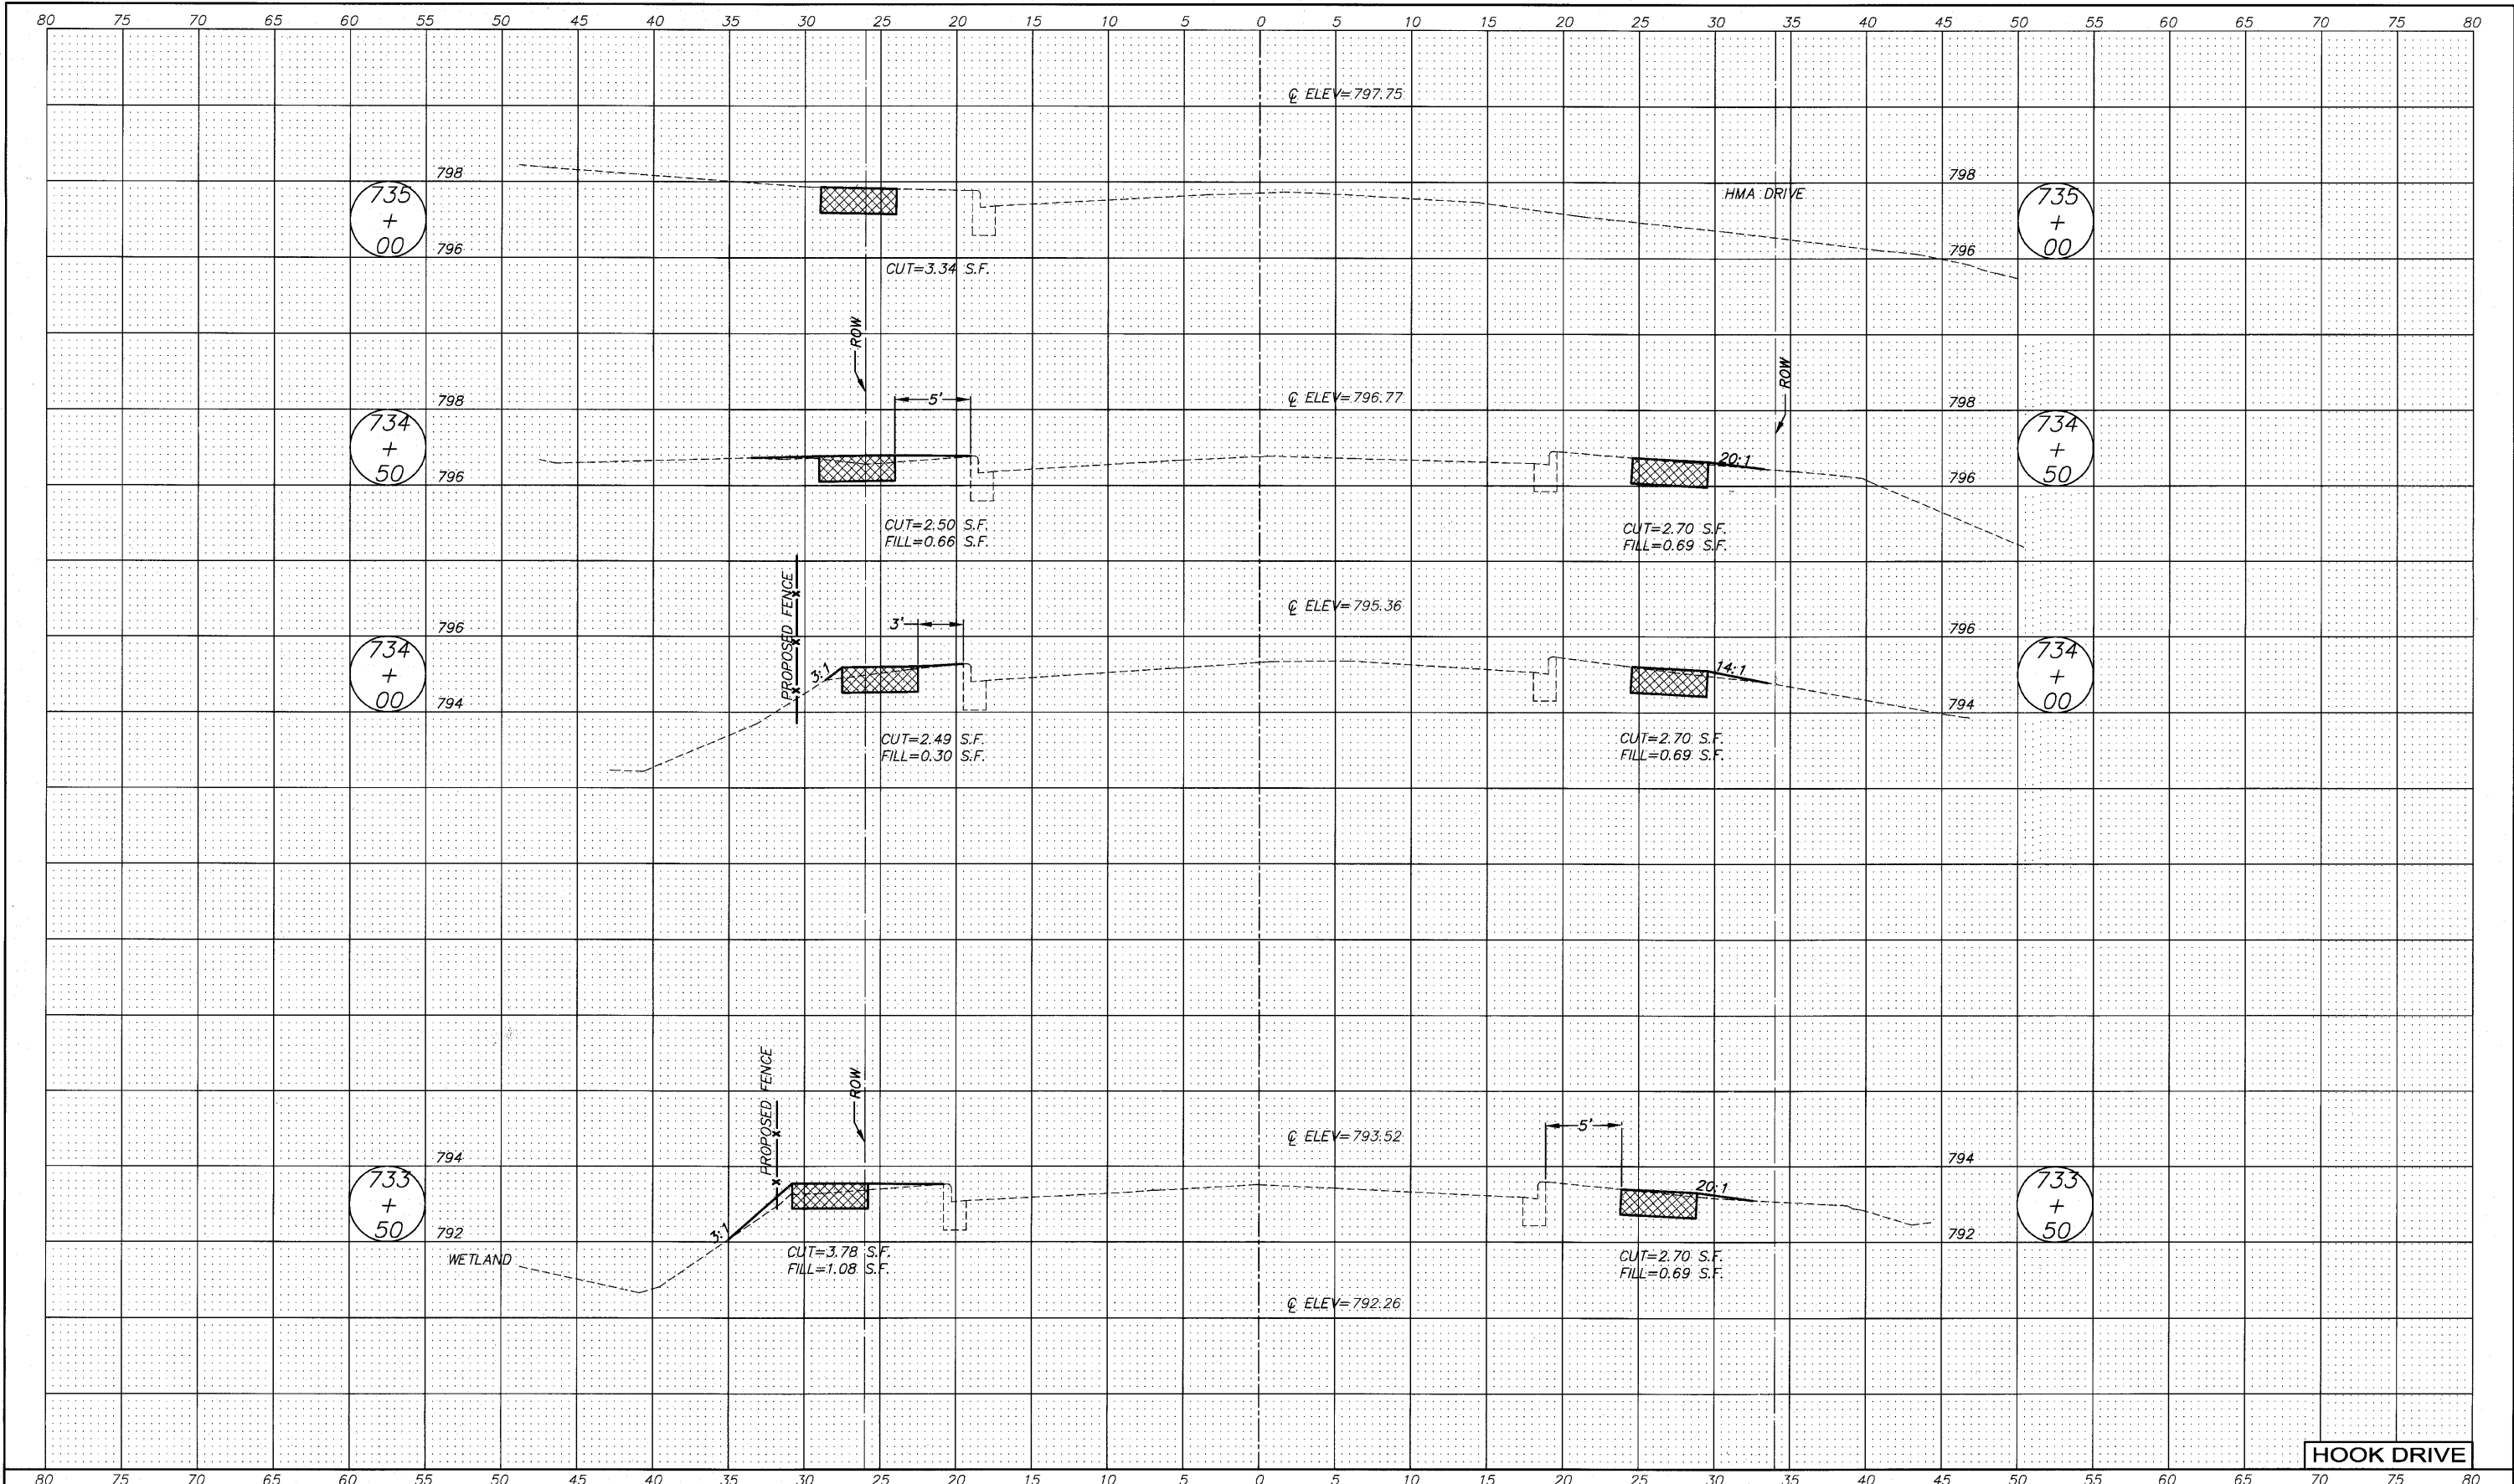 80 75 70 65 60 55 50 45 40 35 30 25 20 15 10 5 0 5 10 15 20 25 30 35 40 45 50 55 60 65 70 75 80
℄ ELEV=797.75
798 798
735 + 00
HMA DRIVE
735 + 00
796 796
CUT=3.34 S.F.
ROW
ROW
798 5' ℄ ELEV=796.77 798
734 + 50
20:1
734 + 50
796 796
CUT=2.50 S.F.
FILL=0.66 S.F.
CUT=2.70 S.F.
FILL=0.69 S.F.
PROPOSED FENCE
℄ ELEV=795.36
796 3' 796
734 + 00
3:1
14:1
734 + 00
794 794
CUT=2.49 S.F.
FILL=0.30 S.F.
CUT=2.70 S.F.
FILL=0.69 S.F.
PROPOSED FENCE
ROW
5'
℄ ELEV=793.52
794 794
733 + 50
3:1
20:1
733 + 50
792 792
WETLAND
CUT=3.78 S.F.
FILL=1.08 S.F.
CUT=2.70 S.F.
FILL=0.69 S.F.
℄ ELEV=792.26
HOOK DRIVE
80 75 70 65 60 55 50 45 40 35 30 25 20 15 10 5 0 5 10 15 20 25 30 35 40 45 50 55 60 65 70 75 80